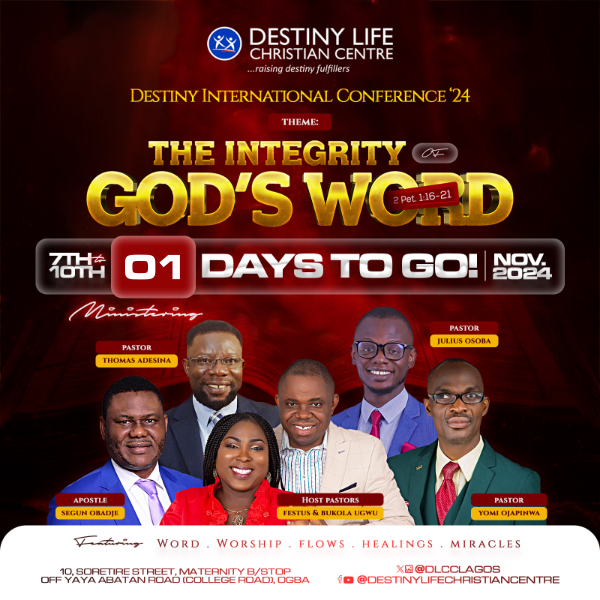 DESTINY LIFE
CHRISTIAN CENTRE
...raising destiny fulfillers
DESTINY INTERNATIONAL CONFERENCE '24
THEME:
THE INTEGRITY OF
GOD'S WORD
2 Pet 1:16-21
7TH to
10TH
01 DAYS TO GO!
NOV.
2024
Ministering
PASTOR
THOMAS ADESINA
PASTOR
JULIUS OSOBA
APOSTLE
SEGUN OBADJE
HOST PASTORS
FESTUS & BUKOLA UGWU
PASTOR
YOMI OJAPINWA
Featuring WORD . WORSHIP . FLOWS . HEALINGS . MIRACLES
10, SORETIRE STREET, MATERNITY B/STOP
OFF YAYA ABATAN ROAD (COLLEGE ROAD), OGBA
@DLCCLAGOS
@DESTINYLIFECHRISTIANCENTRE